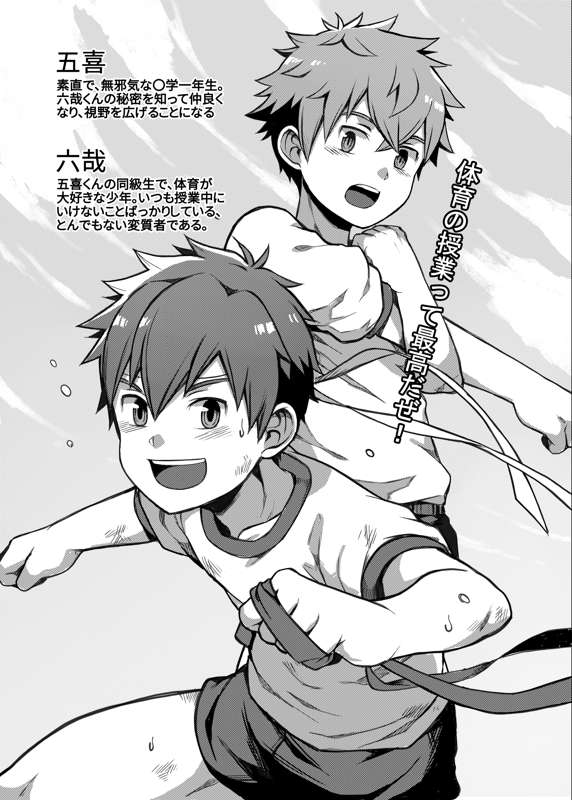 五喜
素直で、無邪気な〇学一年生。
六哉くんの秘密を知って仲良く
なり、視野を広げることになる
六哉
五喜くんの同級生で、体育が
大好きな少年。いつも授業中に
いけないことばっかりしている、
とんでもない変質者である。
体育の授業って最高だぜ！